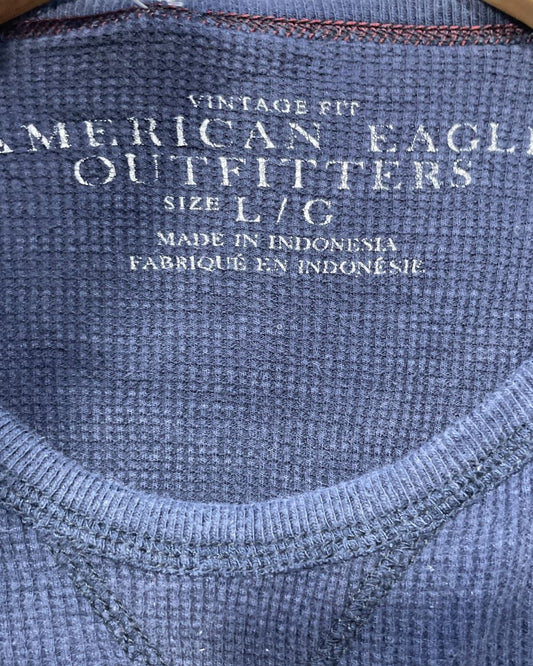 VINTAGE FIT
AMERICAN EAGLE
OUTFITTERS
SIZE L / G
MADE IN INDONESIA
FABRIQUÉ EN INDONÉSIE